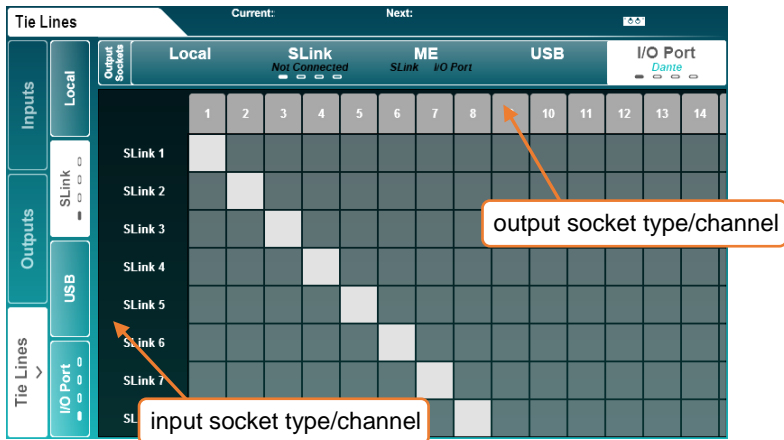 Tie Lines
Current:
Next:
Inputs
Outputs
Tie Lines
Local
SLink
USB
I/O Port
Output Sockets
Local
SLink
Not Connected
ME
SLink I/O Port
USB
I/O Port
Dante
1 2 3 4 5 6 7 8 10 11 12 13 14
SLink 1
SLink 2
SLink 3
SLink 4
SLink 5
SLink 6
SLink 7
SL
output socket type/channel
input socket type/channel